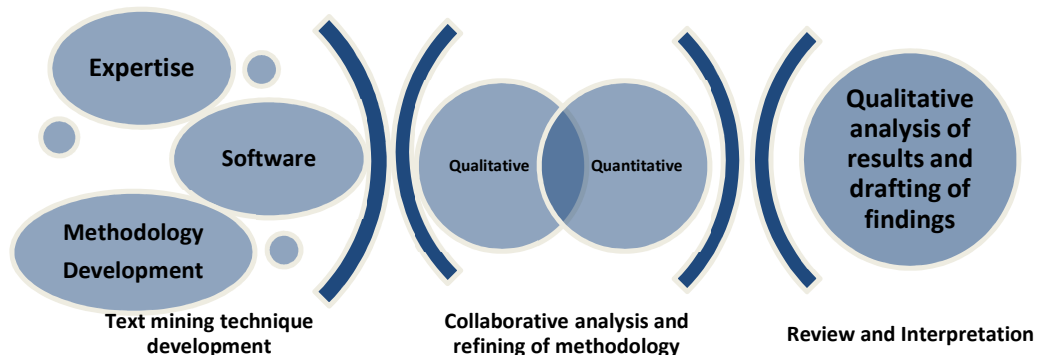 Expertise
Software
Methodology
Development
Text mining technique
development
Qualitative
Quantitative
Collaborative analysis and
refining of methodology
Qualitative
analysis of
results and
drafting of
findings
Review and Interpretation